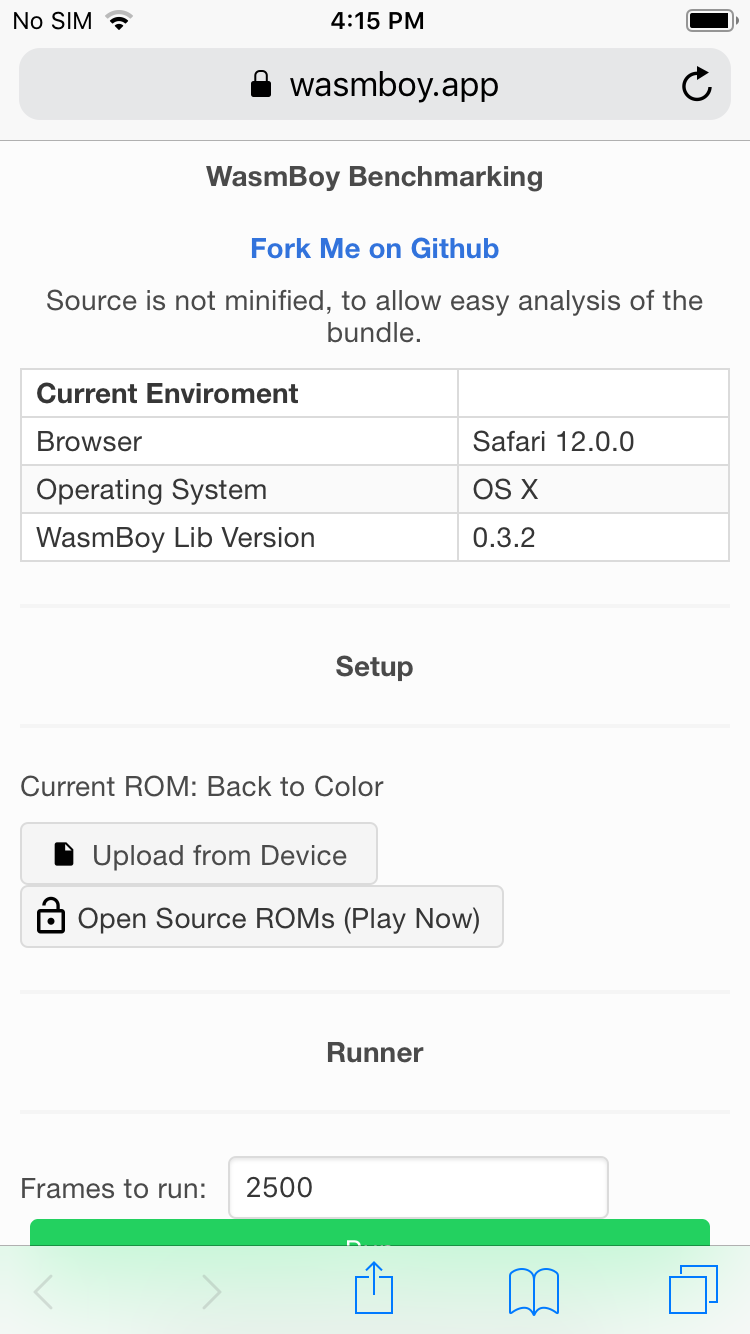 No SIM 4:15 PM
wasmboy.app
WasmBoy Benchmarking
Fork Me on Github
Source is not minified, to allow easy analysis of the
bundle.
Current Enviroment
Browser Safari 12.0.0
Operating System OS X
WasmBoy Lib Version 0.3.2
Setup
Current ROM: Back to Color
Upload from Device
Open Source ROMs (Play Now)
Runner
Frames to run: 2500